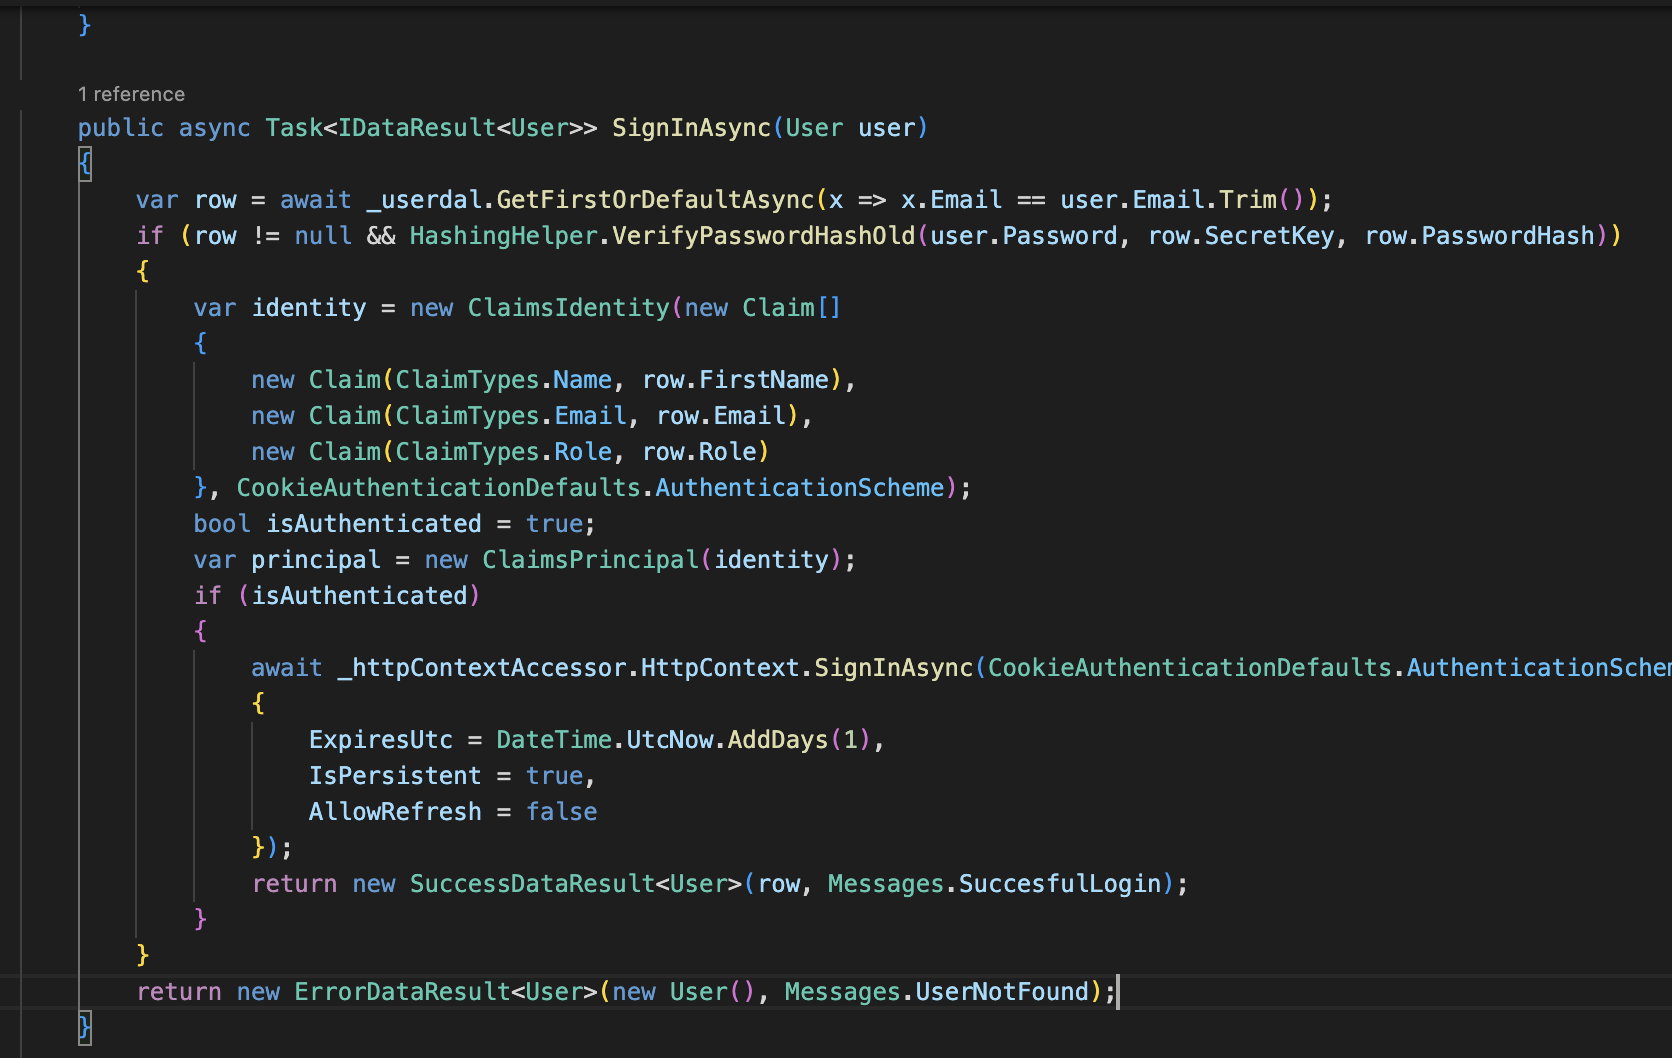 }
1 reference
public async Task<IDataResult<User>> SignInAsync(User user)
{
var row = await _userdal.GetFirstOrDefaultAsync(x => x.Email == user.Email.Trim());
if (row != null && HashingHelper.VerifyPasswordHashOld(user.Password, row.SecretKey, row.PasswordHash))
{
var identity = new ClaimsIdentity(new Claim[]
{
new Claim(ClaimTypes.Name, row.FirstName),
new Claim(ClaimTypes.Email, row.Email),
new Claim(ClaimTypes.Role, row.Role)
}, CookieAuthenticationDefaults.AuthenticationScheme);
bool isAuthenticated = true;
var principal = new ClaimsPrincipal(identity);
if (isAuthenticated)
{
await _httpContextAccessor.HttpContext.SignInAsync(CookieAuthenticationDefaults.AuthenticationSchem
{
ExpiresUtc = DateTime.UtcNow.AddDays(1),
IsPersistent = true,
AllowRefresh = false
});
return new SuccessDataResult<User>(row, Messages.SuccesfulLogin);
}
}
return new ErrorDataResult<User>(new User(), Messages.UserNotFound);
}